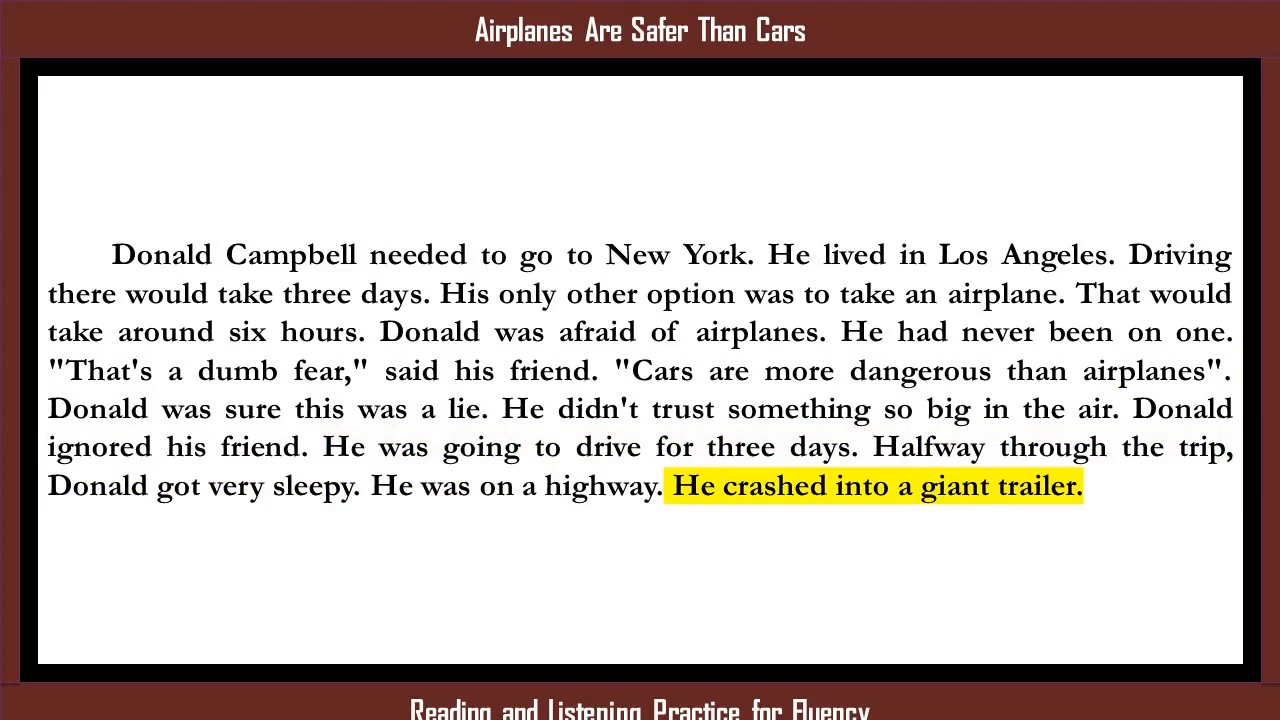 Airplanes Are Safer Than Cars
Donald Campbell needed to go to New York. He lived in Los Angeles. Driving
there would take three days. His only other option was to take an airplane. That would
take around six hours. Donald was afraid of airplanes. He had never been on one.
"That's a dumb fear," said his friend. "Cars are more dangerous than airplanes".
Donald was sure this was a lie. He didn't trust something so big in the air. Donald
ignored his friend. He was going to drive for three days. Halfway through the trip,
Donald got very sleepy. He was on a highway. He crashed into a giant trailer.
Reading and Listening Practice for Fluency